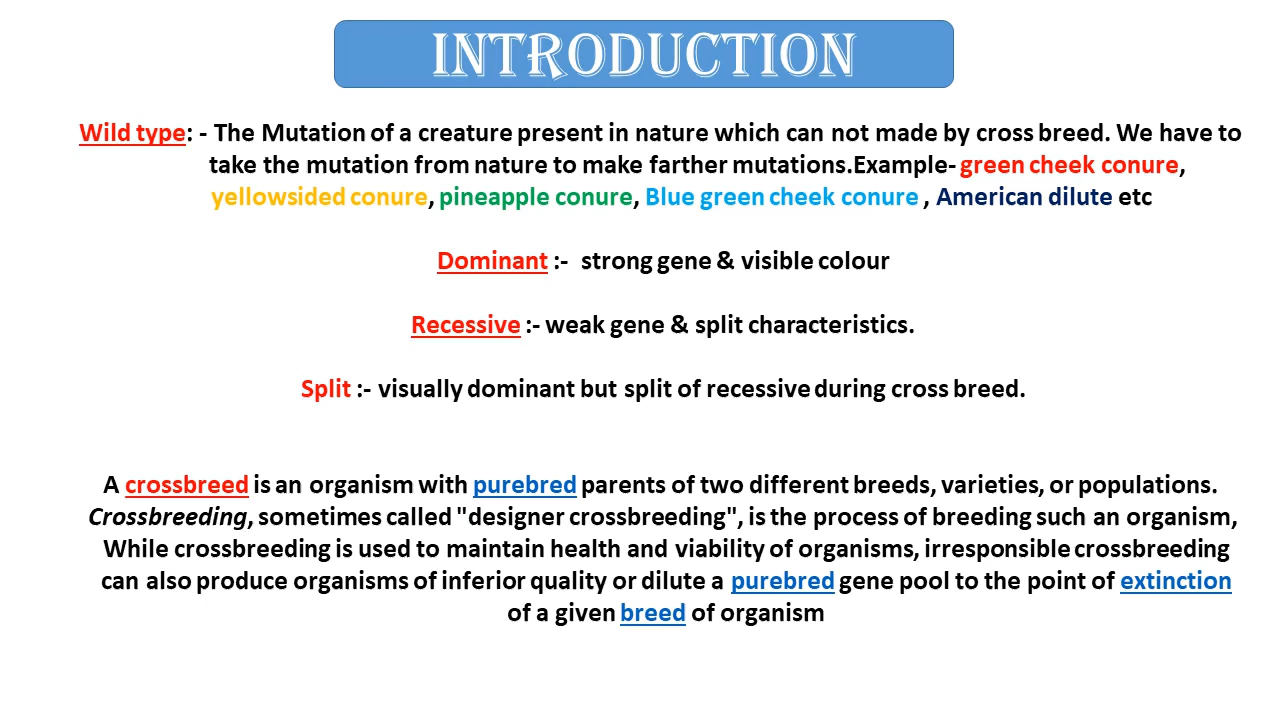 INTRODUCTION
Wild type: - The Mutation of a creature present in nature which can not made by cross breed. We have to
take the mutation from nature to make farther mutations.Example- green cheek conure,
yellowsided conure, pineapple conure, Blue green cheek conure , American dilute etc
Dominant :- strong gene & visible colour
Recessive :- weak gene & split characteristics.
Split :- visually dominant but split of recessive during cross breed.
A crossbreed is an organism with purebred parents of two different breeds, varieties, or populations.
Crossbreeding, sometimes called "designer crossbreeding", is the process of breeding such an organism,
While crossbreeding is used to maintain health and viability of organisms, irresponsible crossbreeding
can also produce organisms of inferior quality or dilute a purebred gene pool to the point of extinction
of a given breed of organism